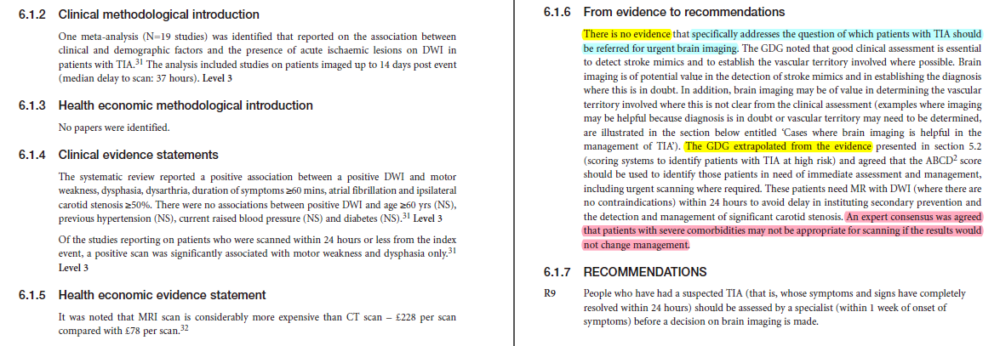 6.1.2 Clinical methodological introduction
One meta-analysis (N=19 studies) was identified that reported on the association between
clinical and demographic factors and the presence of acute ischaemic lesions on DWI in
patients with TIA.31 The analysis included studies on patients imaged up to 14 days post event
(median delay to scan: 37 hours). Level 3
6.1.3 Health economic methodological introduction
No papers were identified.
6.1.4 Clinical evidence statements
The systematic review reported a positive association between a positive DWI and motor
weakness, dysphasia, dysarthria, duration of symptoms ≥60 mins, atrial fibrillation and ipsilateral
carotid stenosis ≥50%. There were no associations between positive DWI and age ≥60 yrs (NS),
previous hypertension (NS), current raised blood pressure (NS) and diabetes (NS).31 Level 3
Of the studies reporting on patients who were scanned within 24 hours or less from the index
event, a positive scan was significantly associated with motor weakness and dysphasia only.31
Level 3
6.1.5 Health economic evidence statement
It was noted that MRI scan is considerably more expensive than CT scan – £228 per scan
compared with £78 per scan.32
6.1.6 From evidence to recommendations
There is no evidence that specifically addresses the question of which patients with TIA should
be referred for urgent brain imaging. The GDG noted that good clinical assessment is essential
to detect stroke mimics and to establish the vascular territory involved where possible. Brain
imaging is of potential value in the detection of stroke mimics and in establishing the diagnosis
where this is in doubt. In addition, brain imaging may be of value in determining the vascular
territory involved where this is not clear from the clinical assessment (examples where imaging
may be helpful because diagnosis is in doubt or vascular territory may need to be determined,
are illustrated in the section below entitled ‘Cases where brain imaging is helpful in the
management of TIA’). The GDG extrapolated from the evidence presented in section 5.2
(scoring systems to identify patients with TIA at high risk) and agreed that the ABCD2 score
should be used to identify those patients in need of immediate assessment and management,
including urgent scanning where required. These patients need MR with DWI (where there are
no contraindications) within 24 hours to avoid delay in instituting secondary prevention and
the detection and management of significant carotid stenosis. An expert consensus was agreed
that patients with severe comorbidities may not be appropriate for scanning if the results would
not change management.
6.1.7 RECOMMENDATIONS
R9 People who have had a suspected TIA (that is, whose symptoms and signs have completely
resolved within 24 hours) should be assessed by a specialist (within 1 week of onset of
symptoms) before a decision on brain imaging is made.